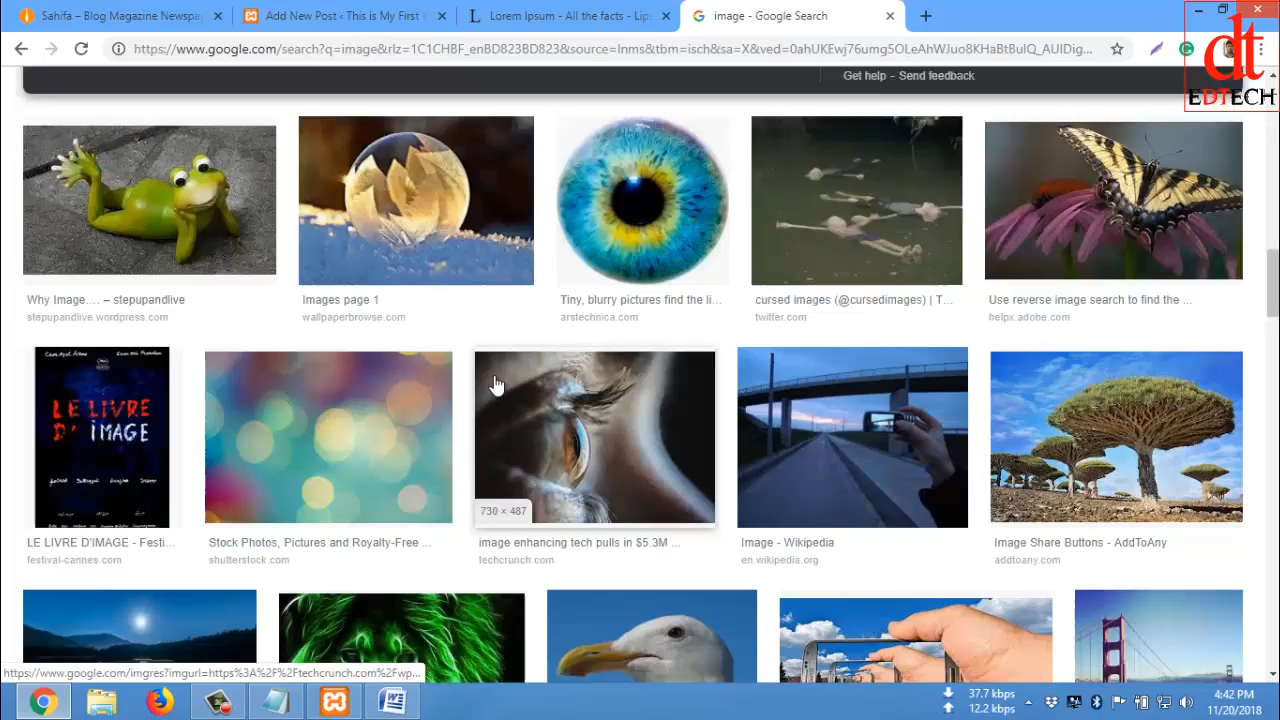 Sahifa – Blog Magazine Newspa
Add New Post ‹ This is My First Y
Lorem Ipsum - All the facts - Lips
image - Google Search
https://www.google.com/search?q=image&rlz=1C1CHBF_enBD823BD823&source=lnms&tbm=isch&sa=X&ved=0ahUKEwj76umg5OLeAhWJuo8KHaBtBuIQ_AUIDig...
dt
EDTECH
Get help - Send feedback
Why Image.... – stepupandlive
stepupandlive.wordpress.com
Images page 1
wallpaperbrowse.com
Tiny, blurry pictures find the li...
arstechnica.com
cursed images (@cursedimages) | T...
twitter.com
Use reverse image search to find the ...
helpx.adobe.com
LE LIVRE
D' IMAGE
730 × 487
LE LIVRE D'IMAGE - Festi...
festival-cannes.com
Stock Photos, Pictures and Royalty-Free ...
shutterstock.com
image enhancing tech pulls in $5.3M ...
techcrunch.com
Image - Wikipedia
en.wikipedia.org
Image Share Buttons - AddToAny
addtoany.com
https://www.google.com/imgres?imgurl=https%3A%2F%2Ftechcrunch.com%2Fwp...
37.7 kbps
12.2 kbps
4:42 PM
11/20/2018